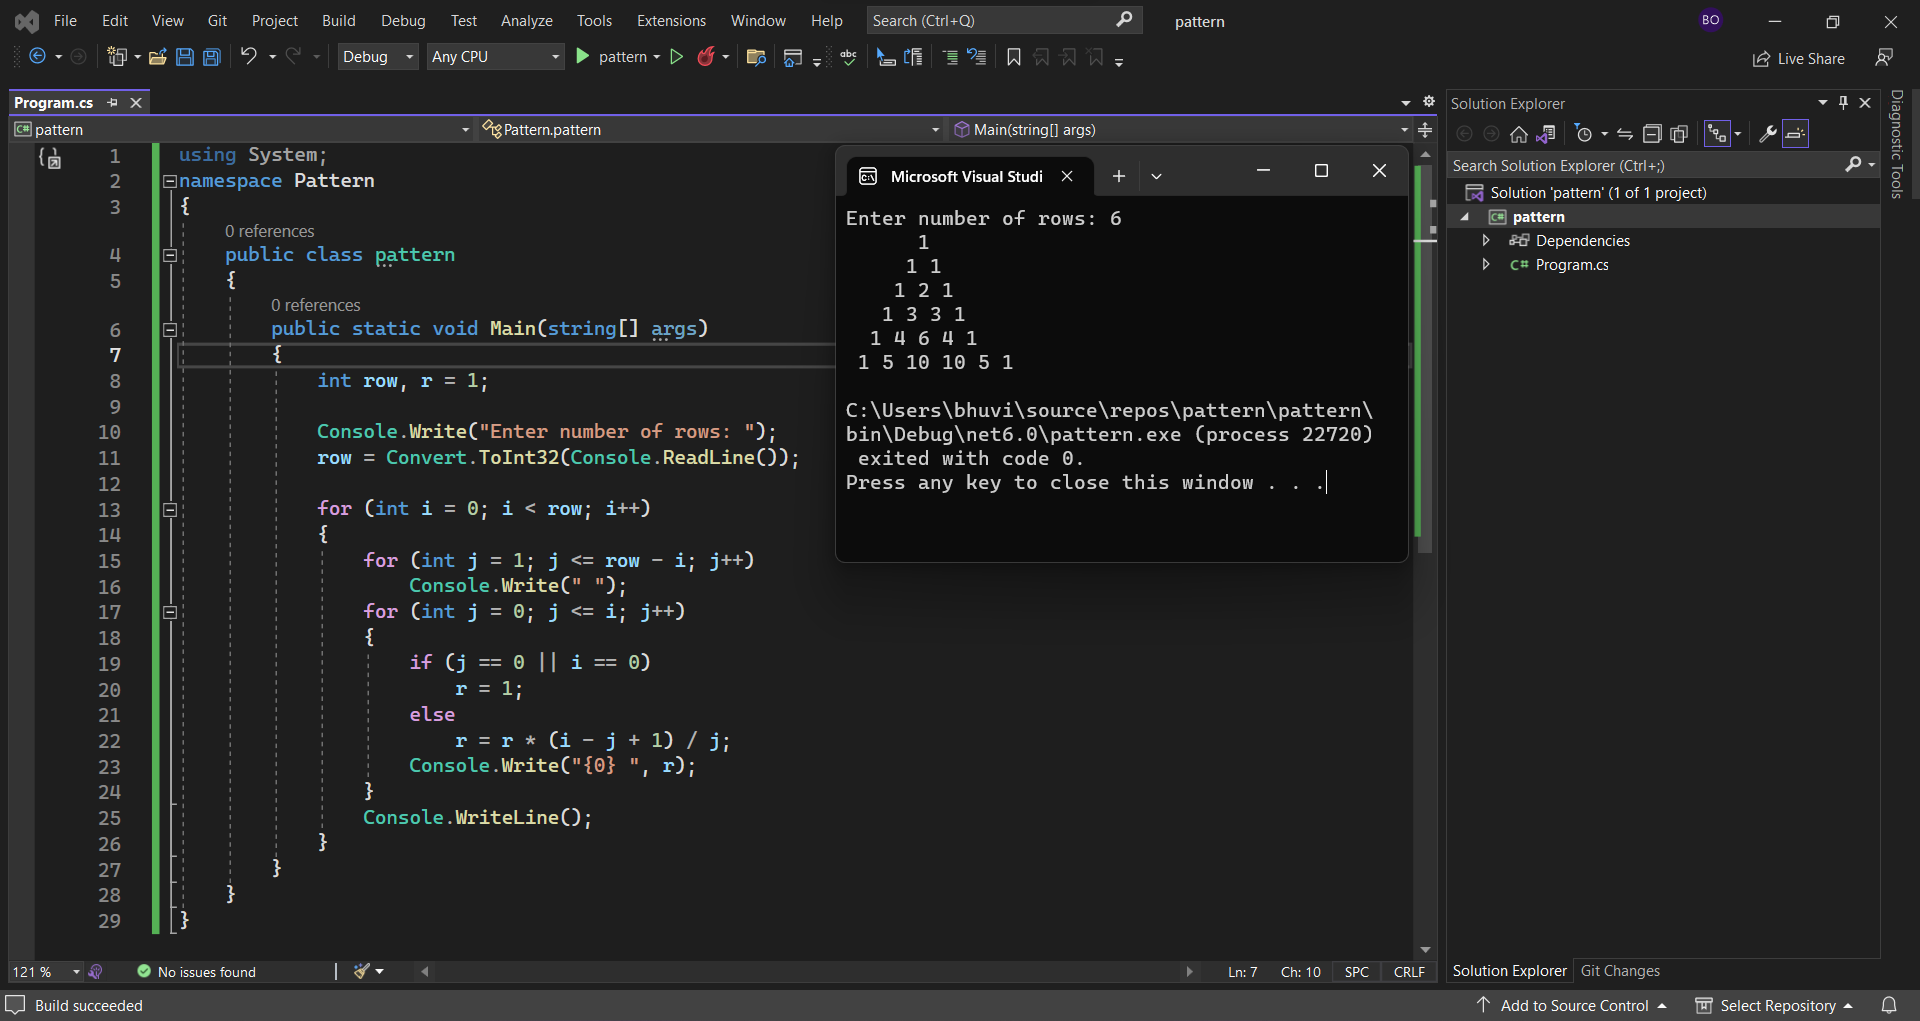 File Edit View Git Project Build Debug Test Analyze Tools Extensions Window Help Search (Ctrl+Q) pattern BO
Debug Any CPU pattern abc Live Share
Program.cs
C# pattern Pattern.pattern Main(string[] args)
1 using System;
2 namespace Pattern
3 {
0 references
4 public class pattern
5 {
0 references
6 public static void Main(string[] args)
7 {
8 int row, r = 1;
9
10 Console.Write("Enter number of rows: ");
11 row = Convert.ToInt32(Console.ReadLine());
12
13 for (int i = 0; i < row; i++)
14 {
15 for (int j = 1; j <= row - i; j++)
16 Console.Write(" ");
17 for (int j = 0; j <= i; j++)
18 {
19 if (j == 0 || i == 0)
20 r = 1;
21 else
22 r = r * (i - j + 1) / j;
23 Console.Write("{0} ", r);
24 }
25 Console.WriteLine();
26 }
27 }
28 }
29 }
Microsoft Visual Studi
Enter number of rows: 6
1
1 1
1 2 1
1 3 3 1
1 4 6 4 1
1 5 10 10 5 1
C:\Users\bhuvi\source\repos\pattern\pattern\
bin\Debug\net6.0\pattern.exe (process 22720)
exited with code 0.
Press any key to close this window . . .
Solution Explorer
Search Solution Explorer (Ctrl+;)
Solution 'pattern' (1 of 1 project)
C# pattern
Dependencies
C# Program.cs
Diagnostic Tools
121 % No issues found Ln: 7 Ch: 10 SPC CRLF
Solution Explorer Git Changes
Build succeeded Add to Source Control Select Repository